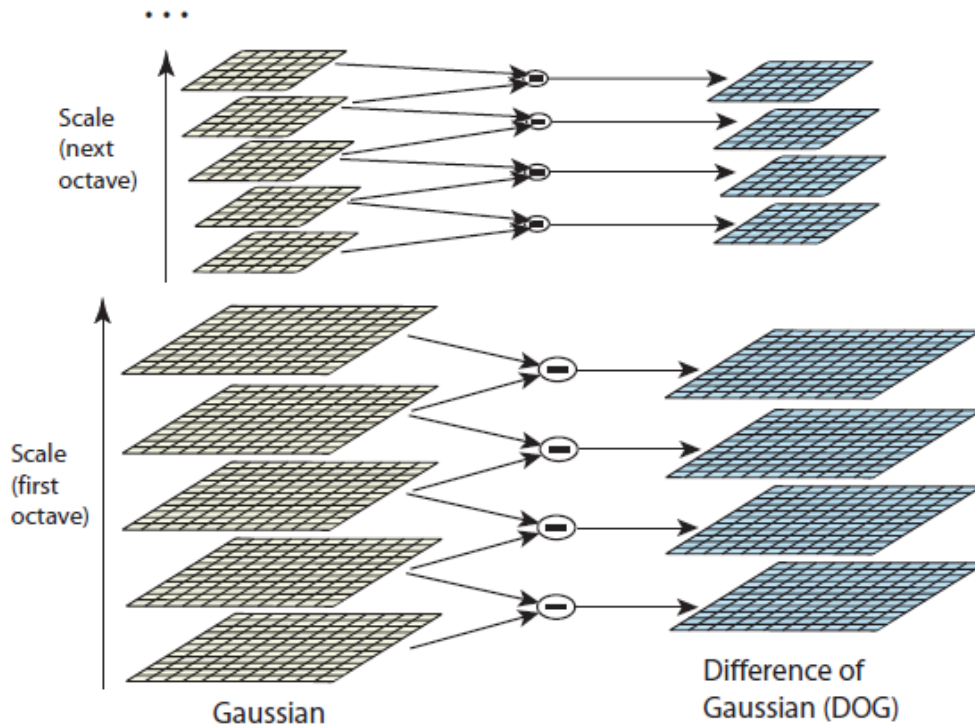 ...
Scale
(next
octave)
Scale
(first
octave)
Gaussian
Difference of
Gaussian (DOG)